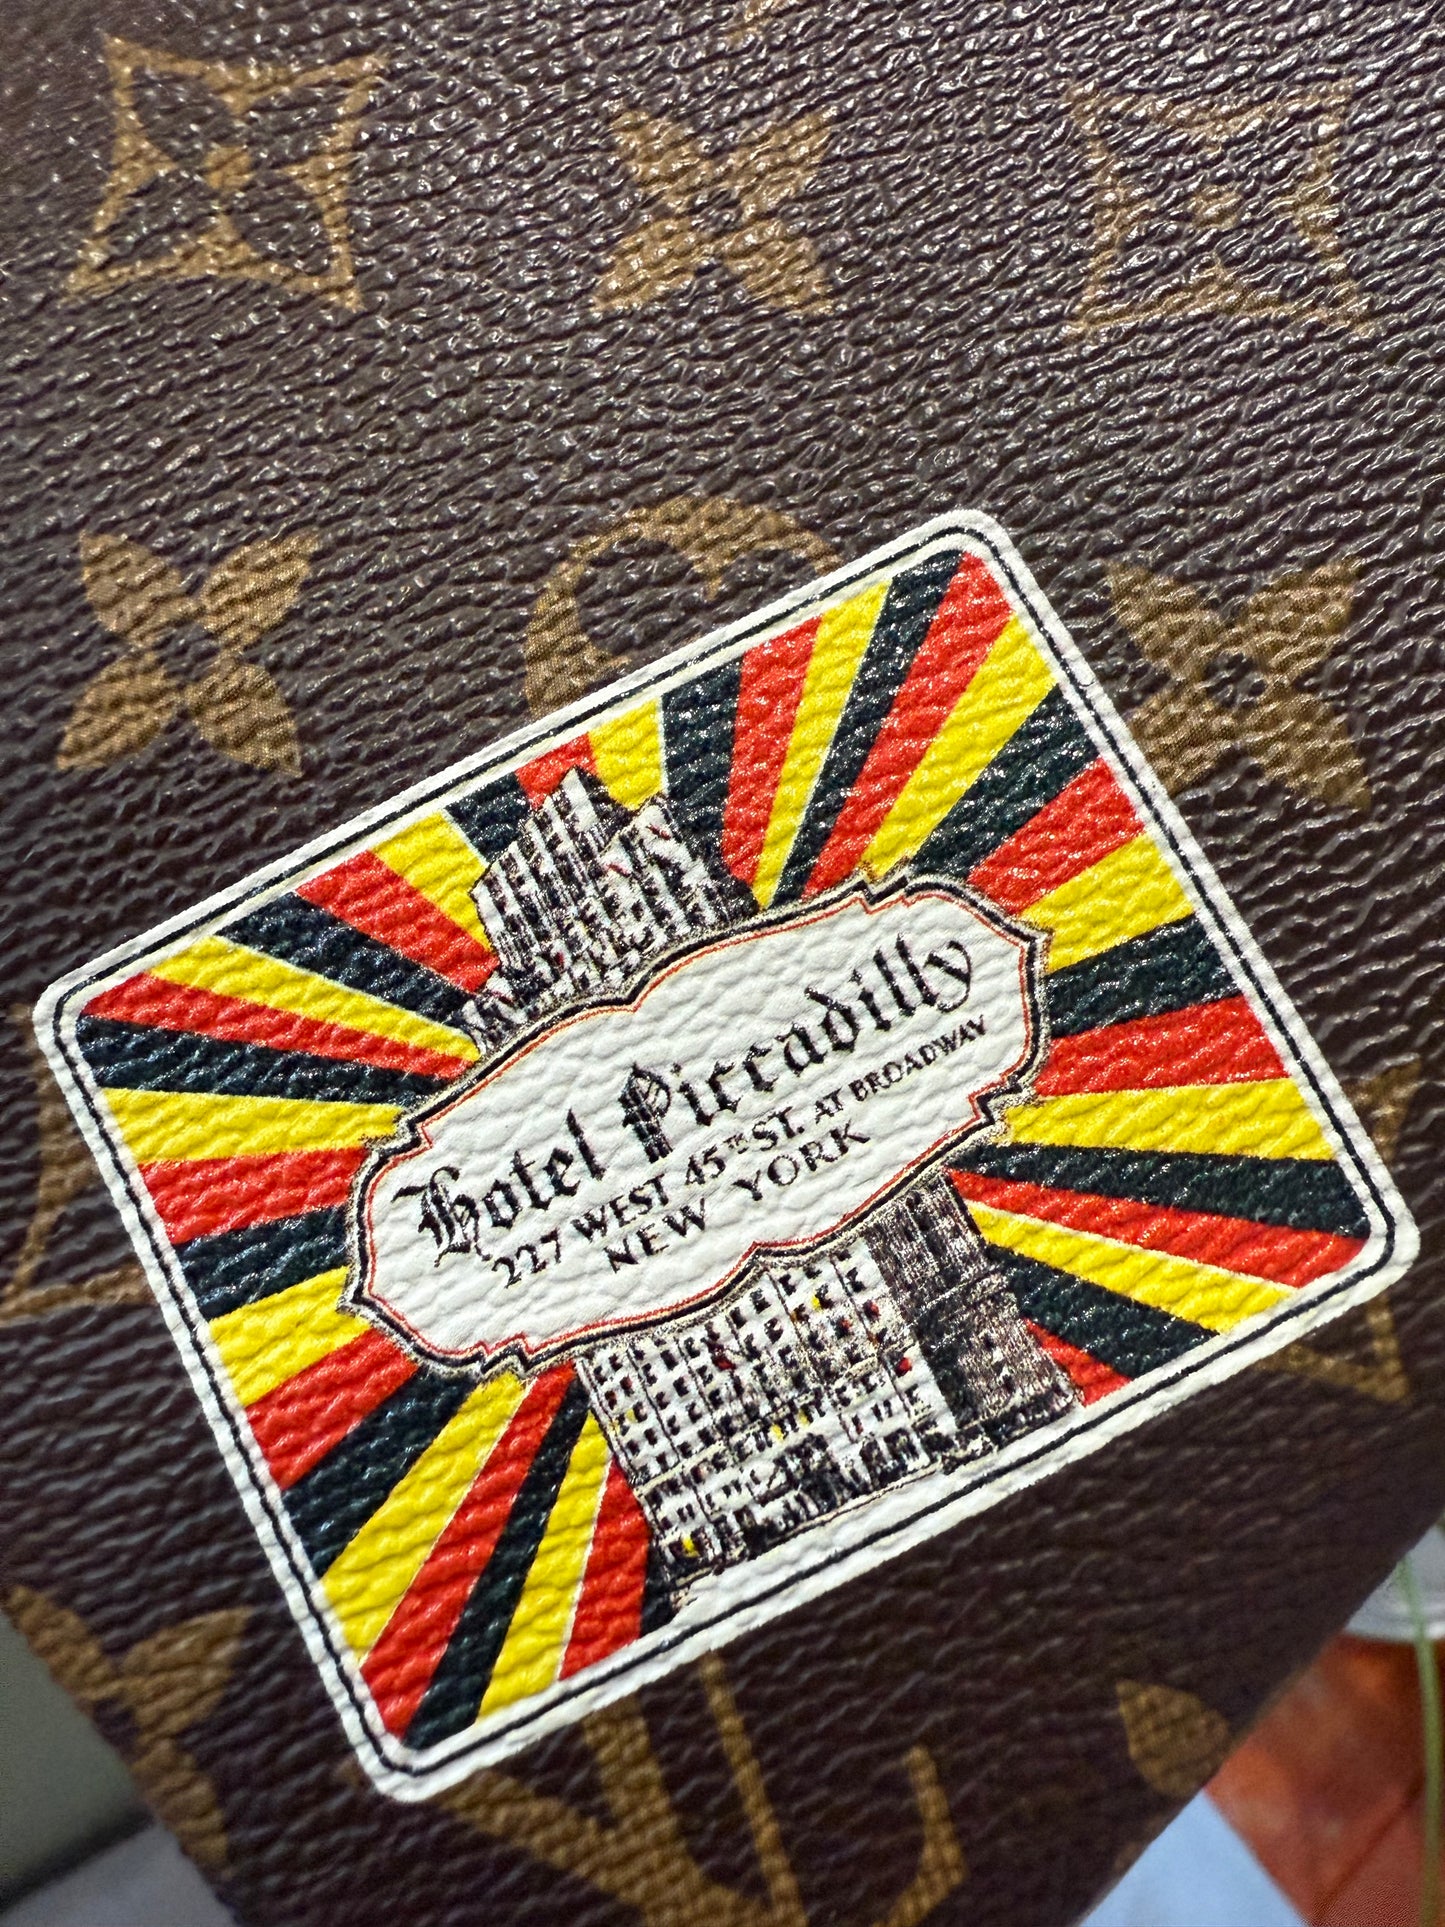 Hotel Piccadilly
227 WEST 45TH ST. AT BROADWAY
NEW YORK